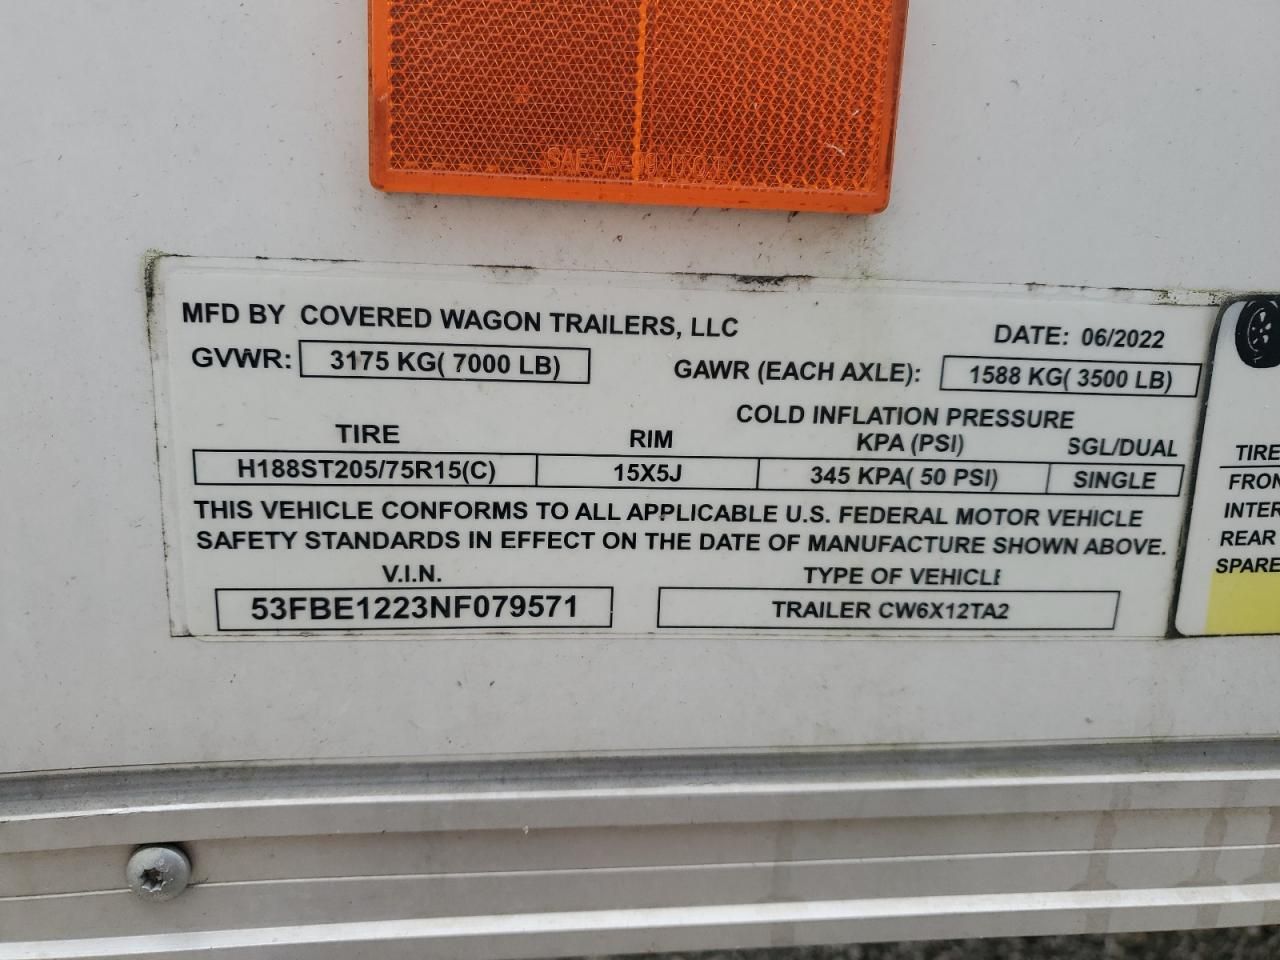 SAE-A-99 D.O.T
MFD BY COVERED WAGON TRAILERS, LLC
DATE: 06/2022
GVWR: 3175 KG( 7000 LB)
GAWR (EACH AXLE): 1588 KG( 3500 LB)
COLD INFLATION PRESSURE
TIRE RIM KPA (PSI) SGL/DUAL
H188ST205/75R15(C) 15X5J 345 KPA( 50 PSI) SINGLE
THIS VEHICLE CONFORMS TO ALL APPLICABLE U.S. FEDERAL MOTOR VEHICLE
SAFETY STANDARDS IN EFFECT ON THE DATE OF MANUFACTURE SHOWN ABOVE.
V.I.N. TYPE OF VEHICLE
53FBE1223NF079571 TRAILER CW6X12TA2
TIRE
FRON
INTER
REAR
SPARE